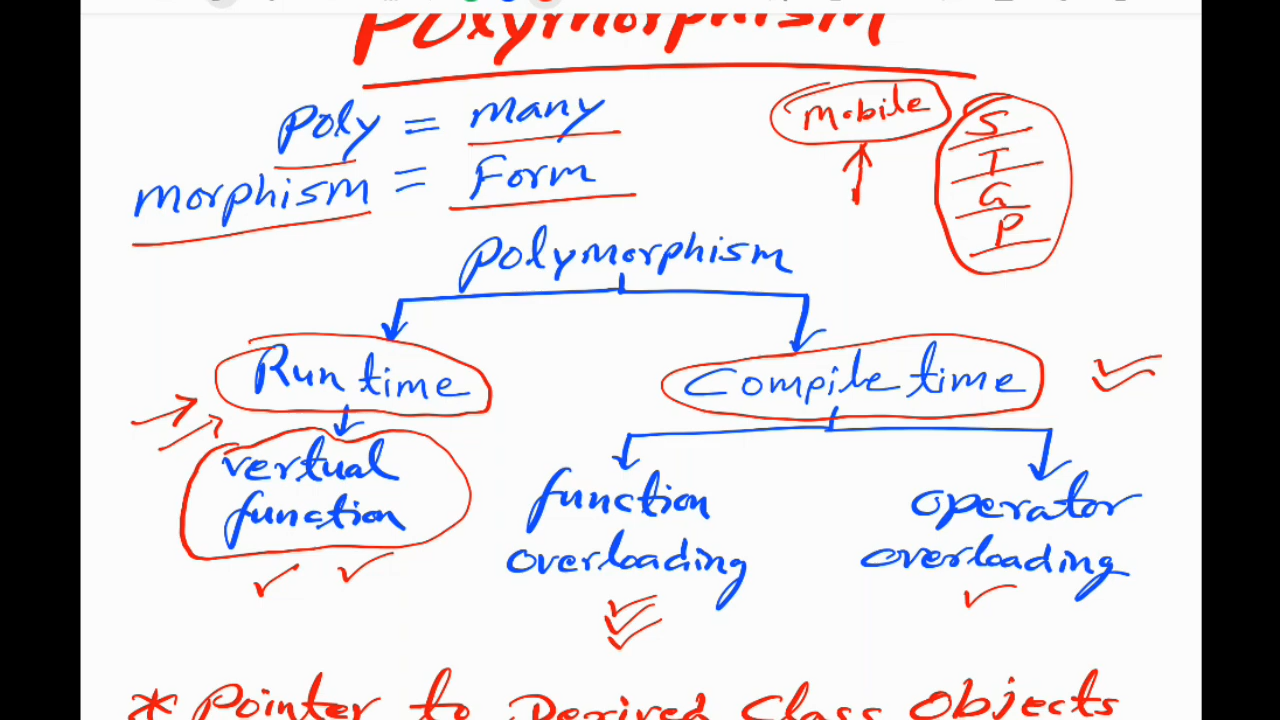 Polymorphism
Poly = many
morphism = Form
mobile
S
I
G
P
polymorphism
Run time
Compile time
vertual
function
function
overloading
operator
overloading
* Pointer to Derived Class Objects